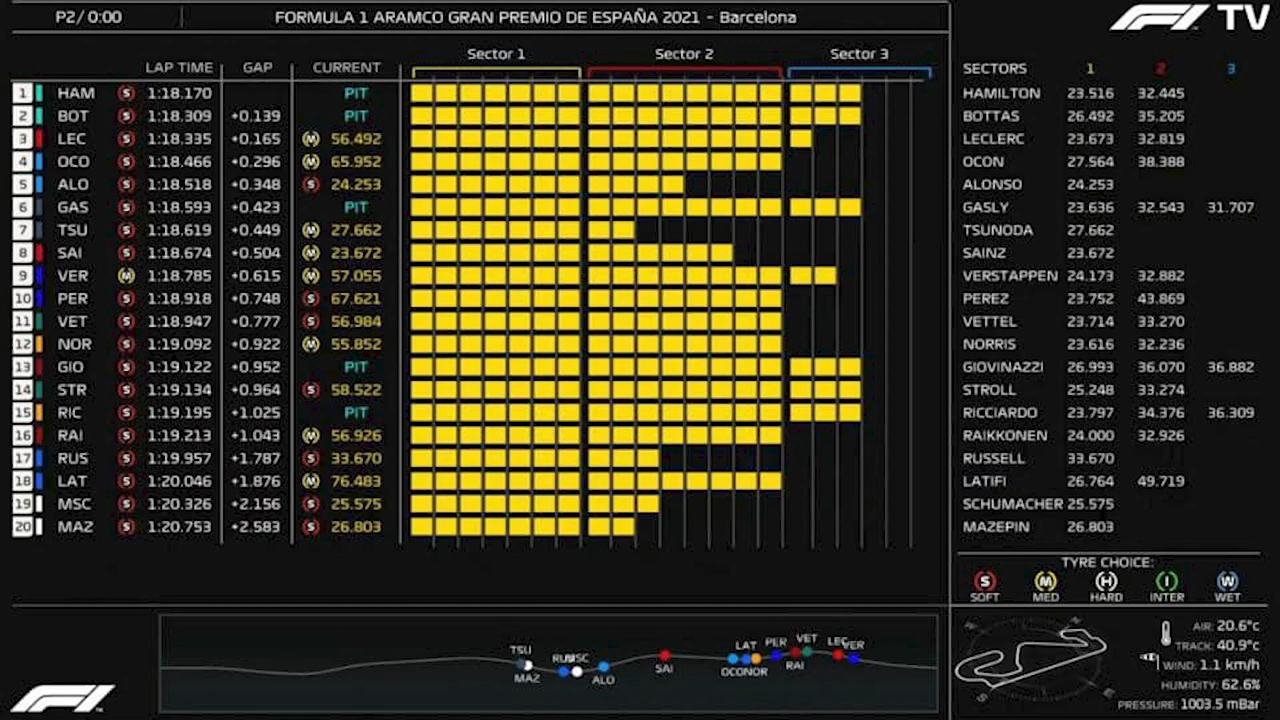 P2/ 0:00 FORMULA 1 ARAMCO GRAN PREMIO DE ESPAÑA 2021 - Barcelona F1 TV
Sector 1 Sector 2 Sector 3
LAP TIME GAP CURRENT SECTORS 1 2 3
1 HAM S 1:18.170 PIT HAMILTON 23.516 32.445
2 BOT S 1:18.309 +0.139 PIT BOTTAS 26.492 35.205
3 LEC S 1:18.335 +0.165 M 56.492 LECLERC 23.673 32.819
4 OCO S 1:18.466 +0.296 M 65.952 OCON 27.564 38.388
5 ALO S 1:18.518 +0.348 S 24.253 ALONSO 24.253
6 GAS S 1:18.593 +0.423 PIT GASLY 23.636 32.543 31.707
7 TSU S 1:18.619 +0.449 M 27.662 TSUNODA 27.662
8 SAI S 1:18.674 +0.504 M 23.672 SAINZ 23.672
9 VER M 1:18.785 +0.615 M 57.055 VERSTAPPEN 24.173 32.882
10 PER S 1:18.918 +0.748 S 67.621 PEREZ 23.752 43.869
11 VET S 1:18.947 +0.777 S 56.984 VETTEL 23.714 33.270
12 NOR S 1:19.092 +0.922 M 55.852 NORRIS 23.616 32.236
13 GIO S 1:19.122 +0.952 PIT GIOVINAZZI 26.993 36.070 36.882
14 STR S 1:19.134 +0.964 S 58.522 STROLL 25.248 33.274
15 RIC S 1:19.195 +1.025 PIT RICCIARDO 23.797 34.376 36.309
16 RAI S 1:19.213 +1.043 M 56.926 RAIKKONEN 24.000 32.926
17 RUS S 1:19.957 +1.787 S 33.670 RUSSELL 33.670
18 LAT S 1:20.046 +1.876 M 76.483 LATIFI 26.764 49.719
19 MSC S 1:20.326 +2.156 S 25.575 SCHUMACHER 25.575
20 MAZ S 1:20.753 +2.583 S 26.803 MAZEPIN 26.803
TYRE CHOICE:
S M H I W
SOFT MED HARD INTER WET
TSU MAZ ALO SAI LAT OCO NOR PER RAI VET LEC VER
AIR: 20.6°c
TRACK: 40.9°c
WIND: 1.1 km/h
HUMIDITY: 62.6%
PRESSURE: 1003.5 mBar
N E S W
F1